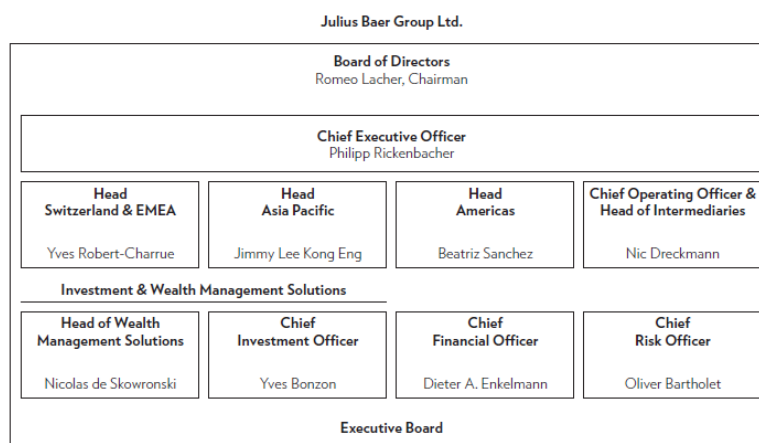 Julius Baer Group Ltd.
Board of Directors
Romeo Lacher, Chairman
Chief Executive Officer
Philipp Rickenbacher
Head
Switzerland & EMEA
Yves Robert-Charrue
Head
Asia Pacific
Jimmy Lee Kong Eng
Head
Americas
Beatriz Sanchez
Chief Operating Officer &
Head of Intermediaries
Nic Dreckmann
Investment & Wealth Management Solutions
Head of Wealth
Management Solutions
Nicolas de Skowronski
Chief
Investment Officer
Yves Bonzon
Chief
Financial Officer
Dieter A. Enkelmann
Chief
Risk Officer
Oliver Bartholet
Executive Board